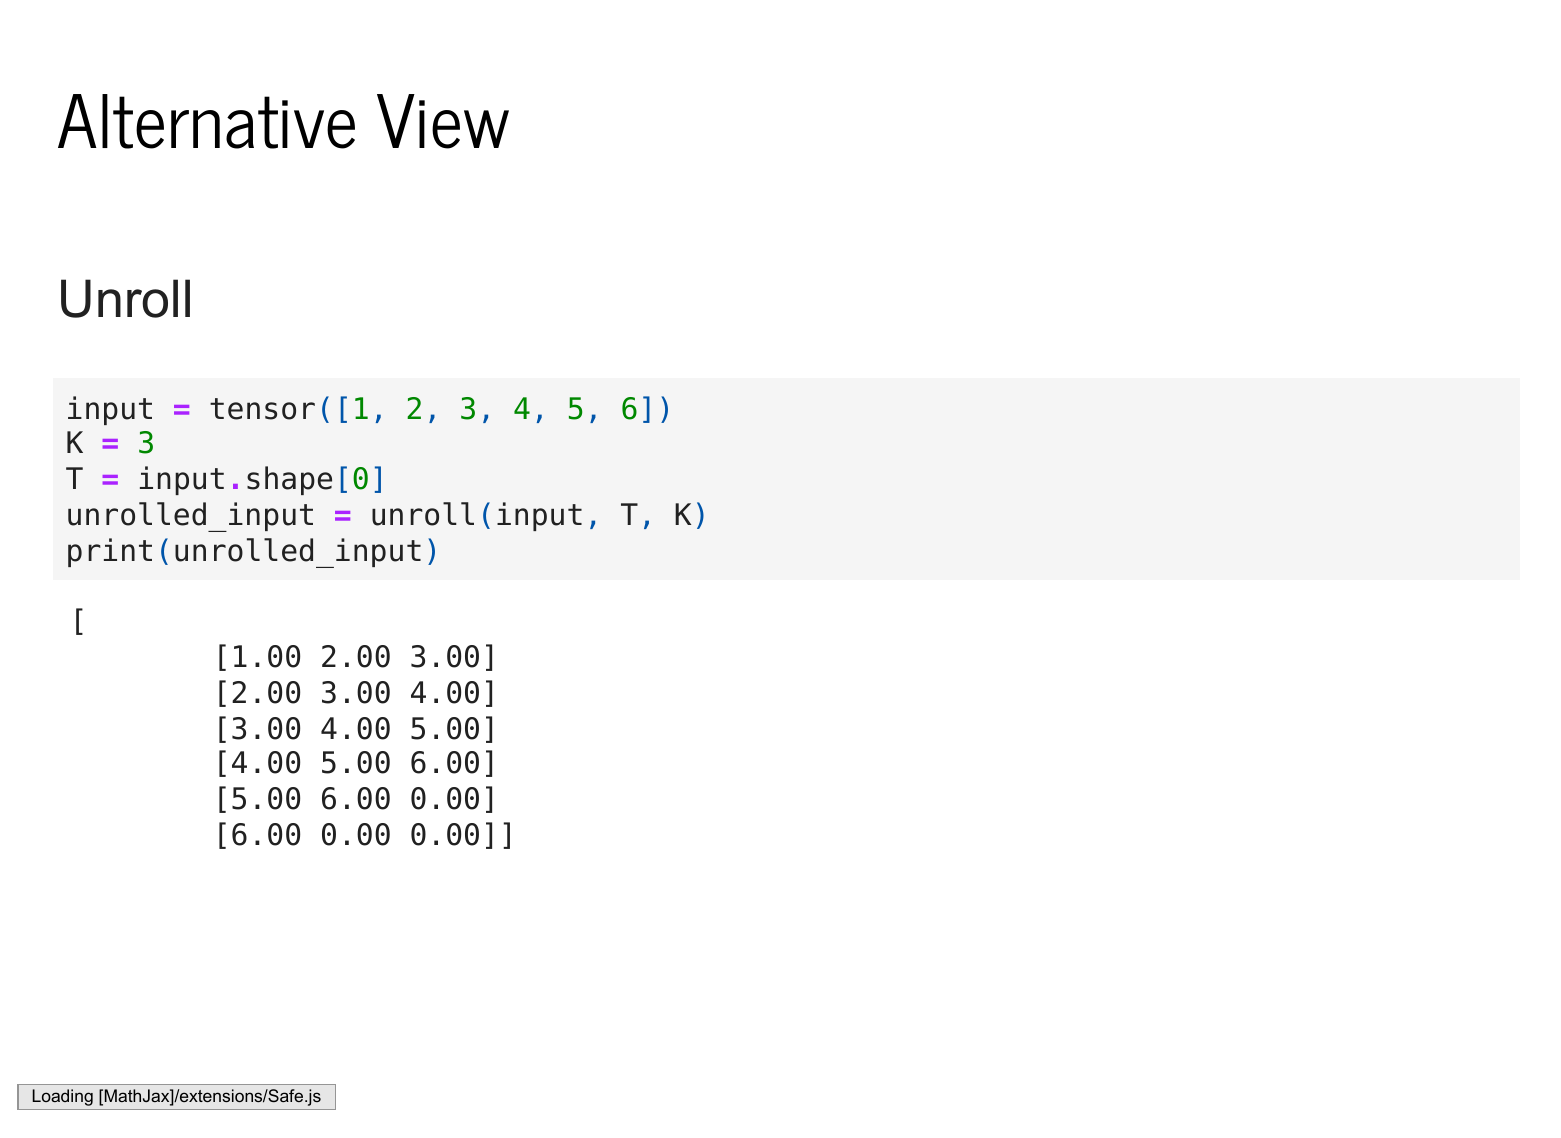 Alternative View
Unroll
input = tensor([1, 2, 3, 4, 5, 6])
K = 3
T = input.shape[0]
unrolled_input = unroll(input, T, K)
print(unrolled_input)
[
[1.00 2.00 3.00]
[2.00 3.00 4.00]
[3.00 4.00 5.00]
[4.00 5.00 6.00]
[5.00 6.00 0.00]
[6.00 0.00 0.00]]
Loading [MathJax]/extensions/Safe.js